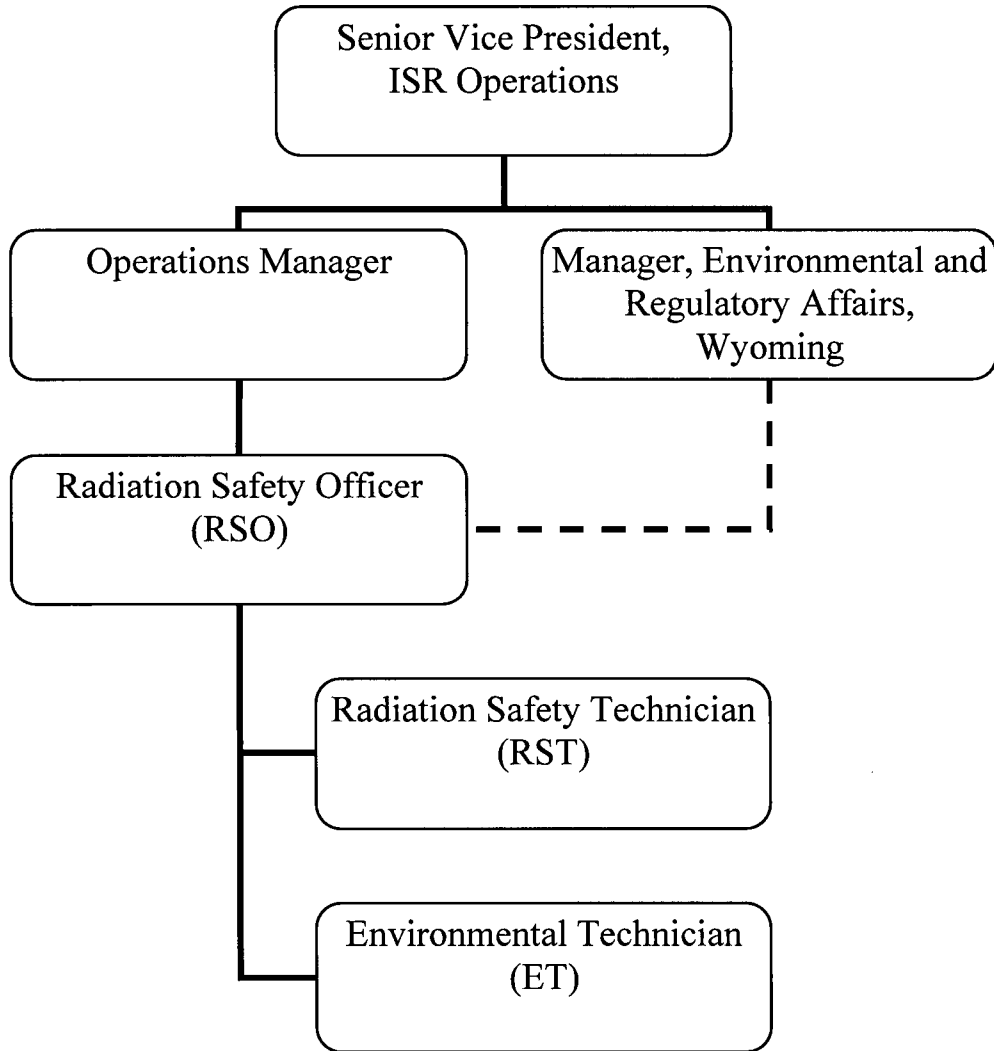 Senior Vice President,
ISR Operations
Operations Manager
Manager, Environmental and
Regulatory Affairs,
Wyoming
Radiation Safety Officer
(RSO)
Radiation Safety Technician
(RST)
Environmental Technician
(ET)